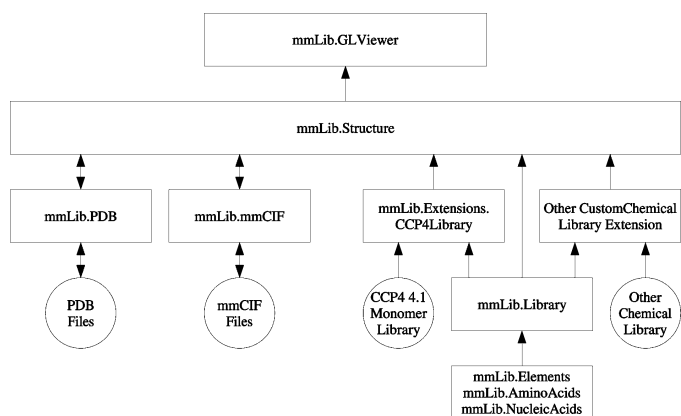 mmLib.GLViewer
mmLib.Structure
mmLib.PDB
mmLib.mmCIF
mmLib.Extensions.
CCP4Library
Other CustomChemical
Library Extension
PDB
Files
mmCIF
Files
CCP4 4.1
Monomer
Library
mmLib.Library
Other
Chemical
Library
mmLib.Elements
mmLib.AminoAcids
mmLib.NucleicAcids